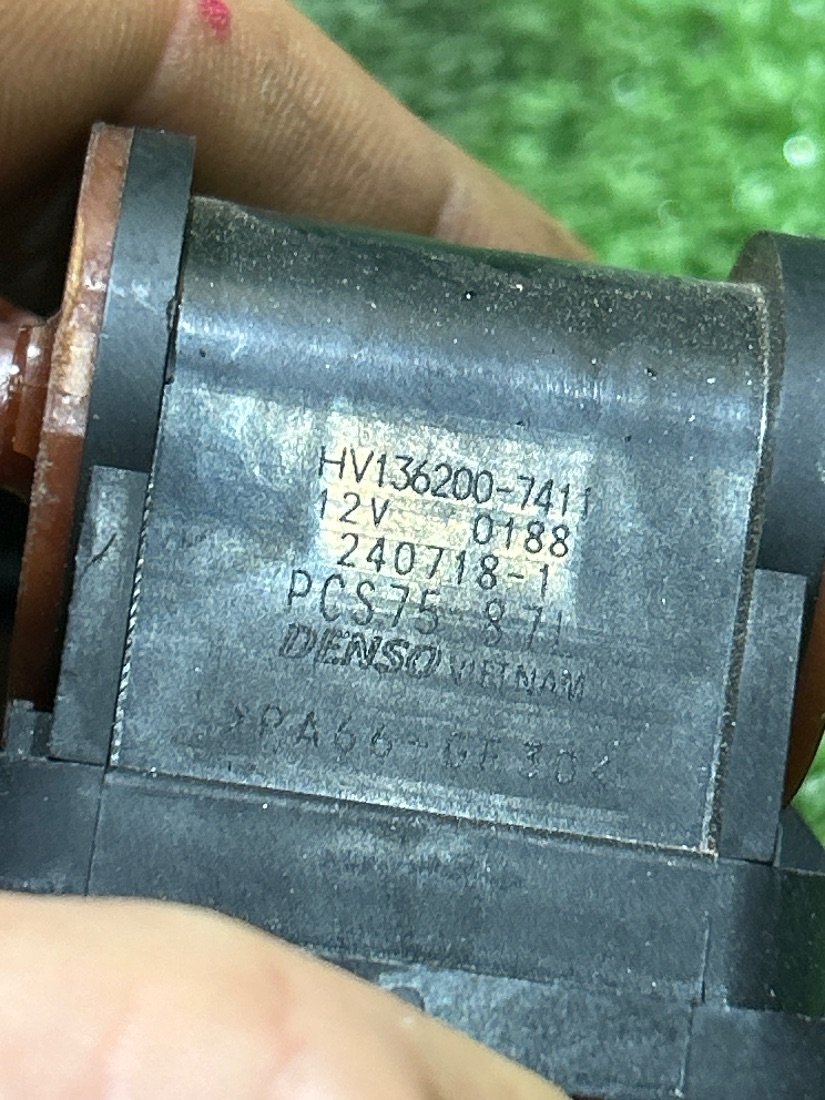 HV136200-7411
12V 0188
240718-1
PCS75 871
DENSO VIETNAM
>PA66-GF30<